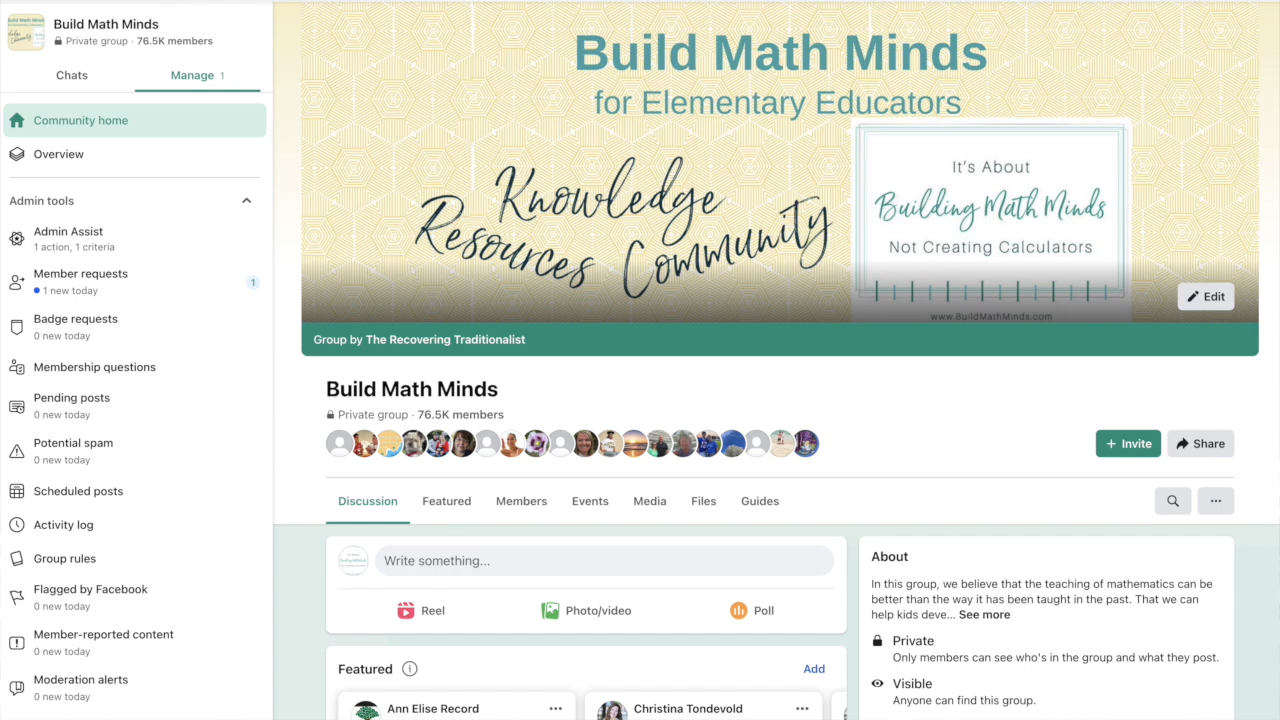 Build Math Minds
Private group · 76.5K members
Chats
Manage 1
Community home
Overview
Admin tools
Admin Assist
1 action, 1 criteria
Member requests
1 new today
1
Badge requests
0 new today
Membership questions
Pending posts
0 new today
Potential spam
0 new today
Scheduled posts
Activity log
Group rules
Flagged by Facebook
0 new today
Member-reported content
0 new today
Moderation alerts
0 new today
Build Math Minds
for Elementary Educators
Knowledge
Resources
Community
It's About
Building Math Minds
Not Creating Calculators
www.BuildMathMinds.com
Edit
Group by The Recovering Traditionalist
Build Math Minds
Private group · 76.5K members
+ Invite
Share
Discussion
Featured
Members
Events
Media
Files
Guides
Write something...
Reel
Photo/video
Poll
Featured
Add
Ann Elise Record
Christina Tondevold
About
In this group, we believe that the teaching of mathematics can be
better than the way it has been taught in the past. That we can
help kids deve... See more
Private
Only members can see who's in the group and what they post.
Visible
Anyone can find this group.